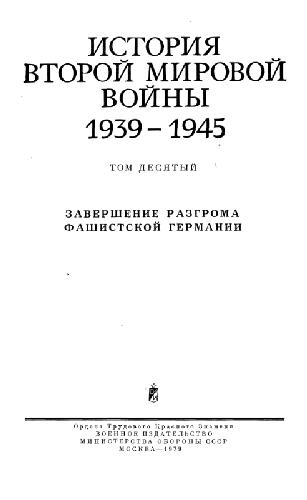 ИСТОРИЯ
ВТОРОЙ МИРОВОЙ
ВОЙНЫ
1939 – 1945
ТОМ ДЕСЯТЫЙ
ЗАВЕРШЕНИЕ РАЗГРОМА
ФАШИСТСКОЙ ГЕРМАНИИ
Ордена Трудового Красного Знамени
ВОЕННОЕ ИЗДАТЕЛЬСТВО
МИНИСТЕРСТВА ОБОРОНЫ СССР
МОСКВА—1979